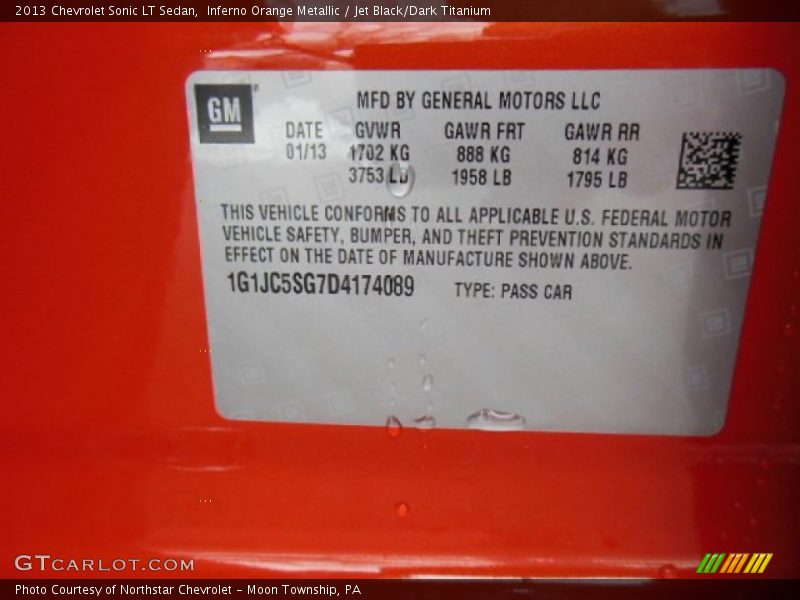 2013 Chevrolet Sonic LT Sedan, Inferno Orange Metallic / Jet Black/Dark Titanium
GM
MFD BY GENERAL MOTORS LLC
DATE GVWR GAWR FRT GAWR RR
01/13 1702 KG 888 KG 814 KG
3753 LB 1958 LB 1795 LB
THIS VEHICLE CONFORMS TO ALL APPLICABLE U.S. FEDERAL MOTOR
VEHICLE SAFETY, BUMPER, AND THEFT PREVENTION STANDARDS IN
EFFECT ON THE DATE OF MANUFACTURE SHOWN ABOVE.
1G1JC5SG7D4174089 TYPE: PASS CAR
GTCARLOT.COM
Photo Courtesy of Northstar Chevrolet - Moon Township, PA